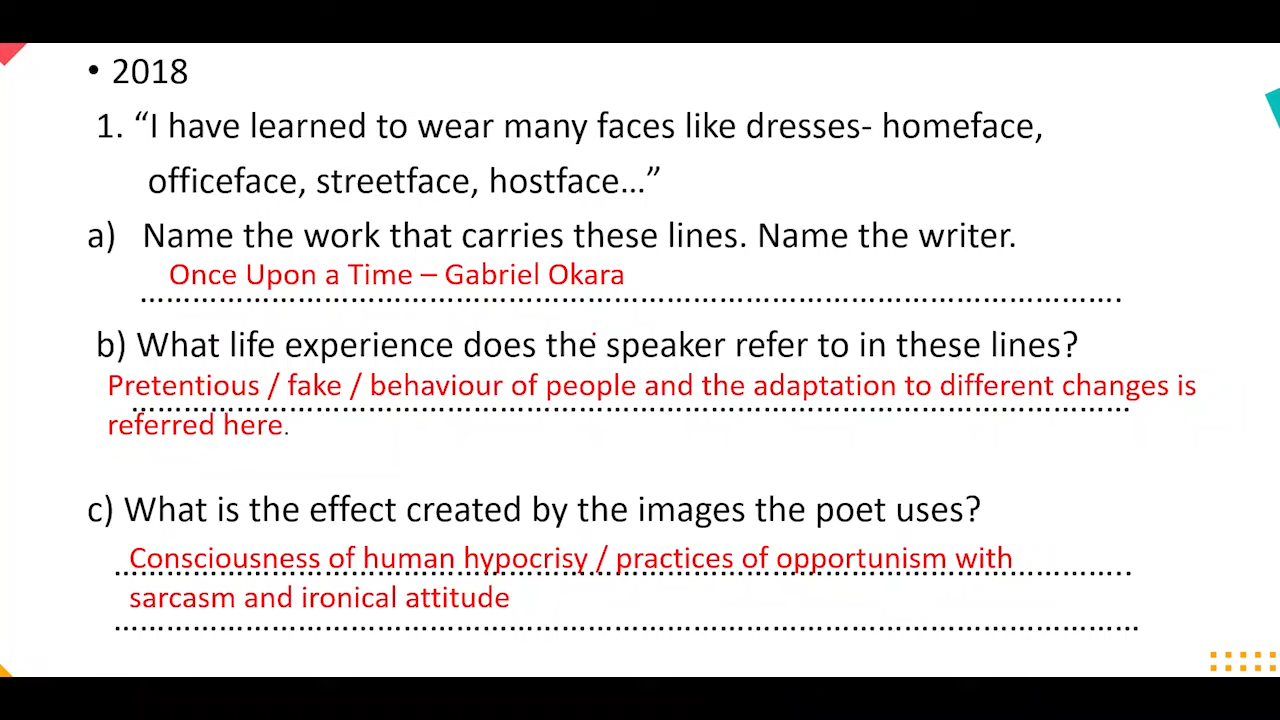 • 2018
1. “I have learned to wear many faces like dresses- homeface,
officeface, streetface, hostface…”
a) Name the work that carries these lines. Name the writer.
Once Upon a Time – Gabriel Okara
b) What life experience does the speaker refer to in these lines?
Pretentious / fake / behaviour of people and the adaptation to different changes is
referred here.
c) What is the effect created by the images the poet uses?
Consciousness of human hypocrisy / practices of opportunism with
sarcasm and ironical attitude